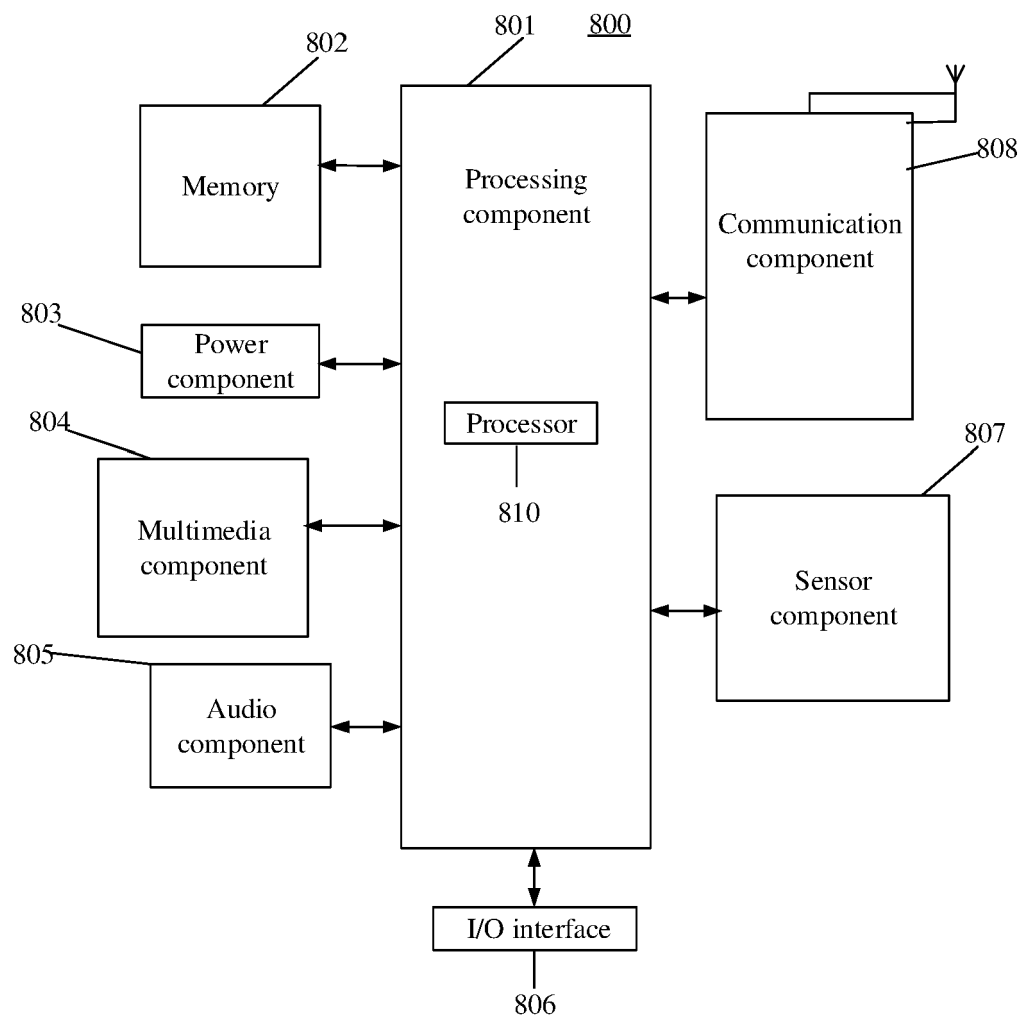 800
801
802
Memory
Processing
component
808
Communication
component
803
Power
component
804
Processor
810
807
Multimedia
component
Sensor
component
805
Audio
component
I/O interface
806